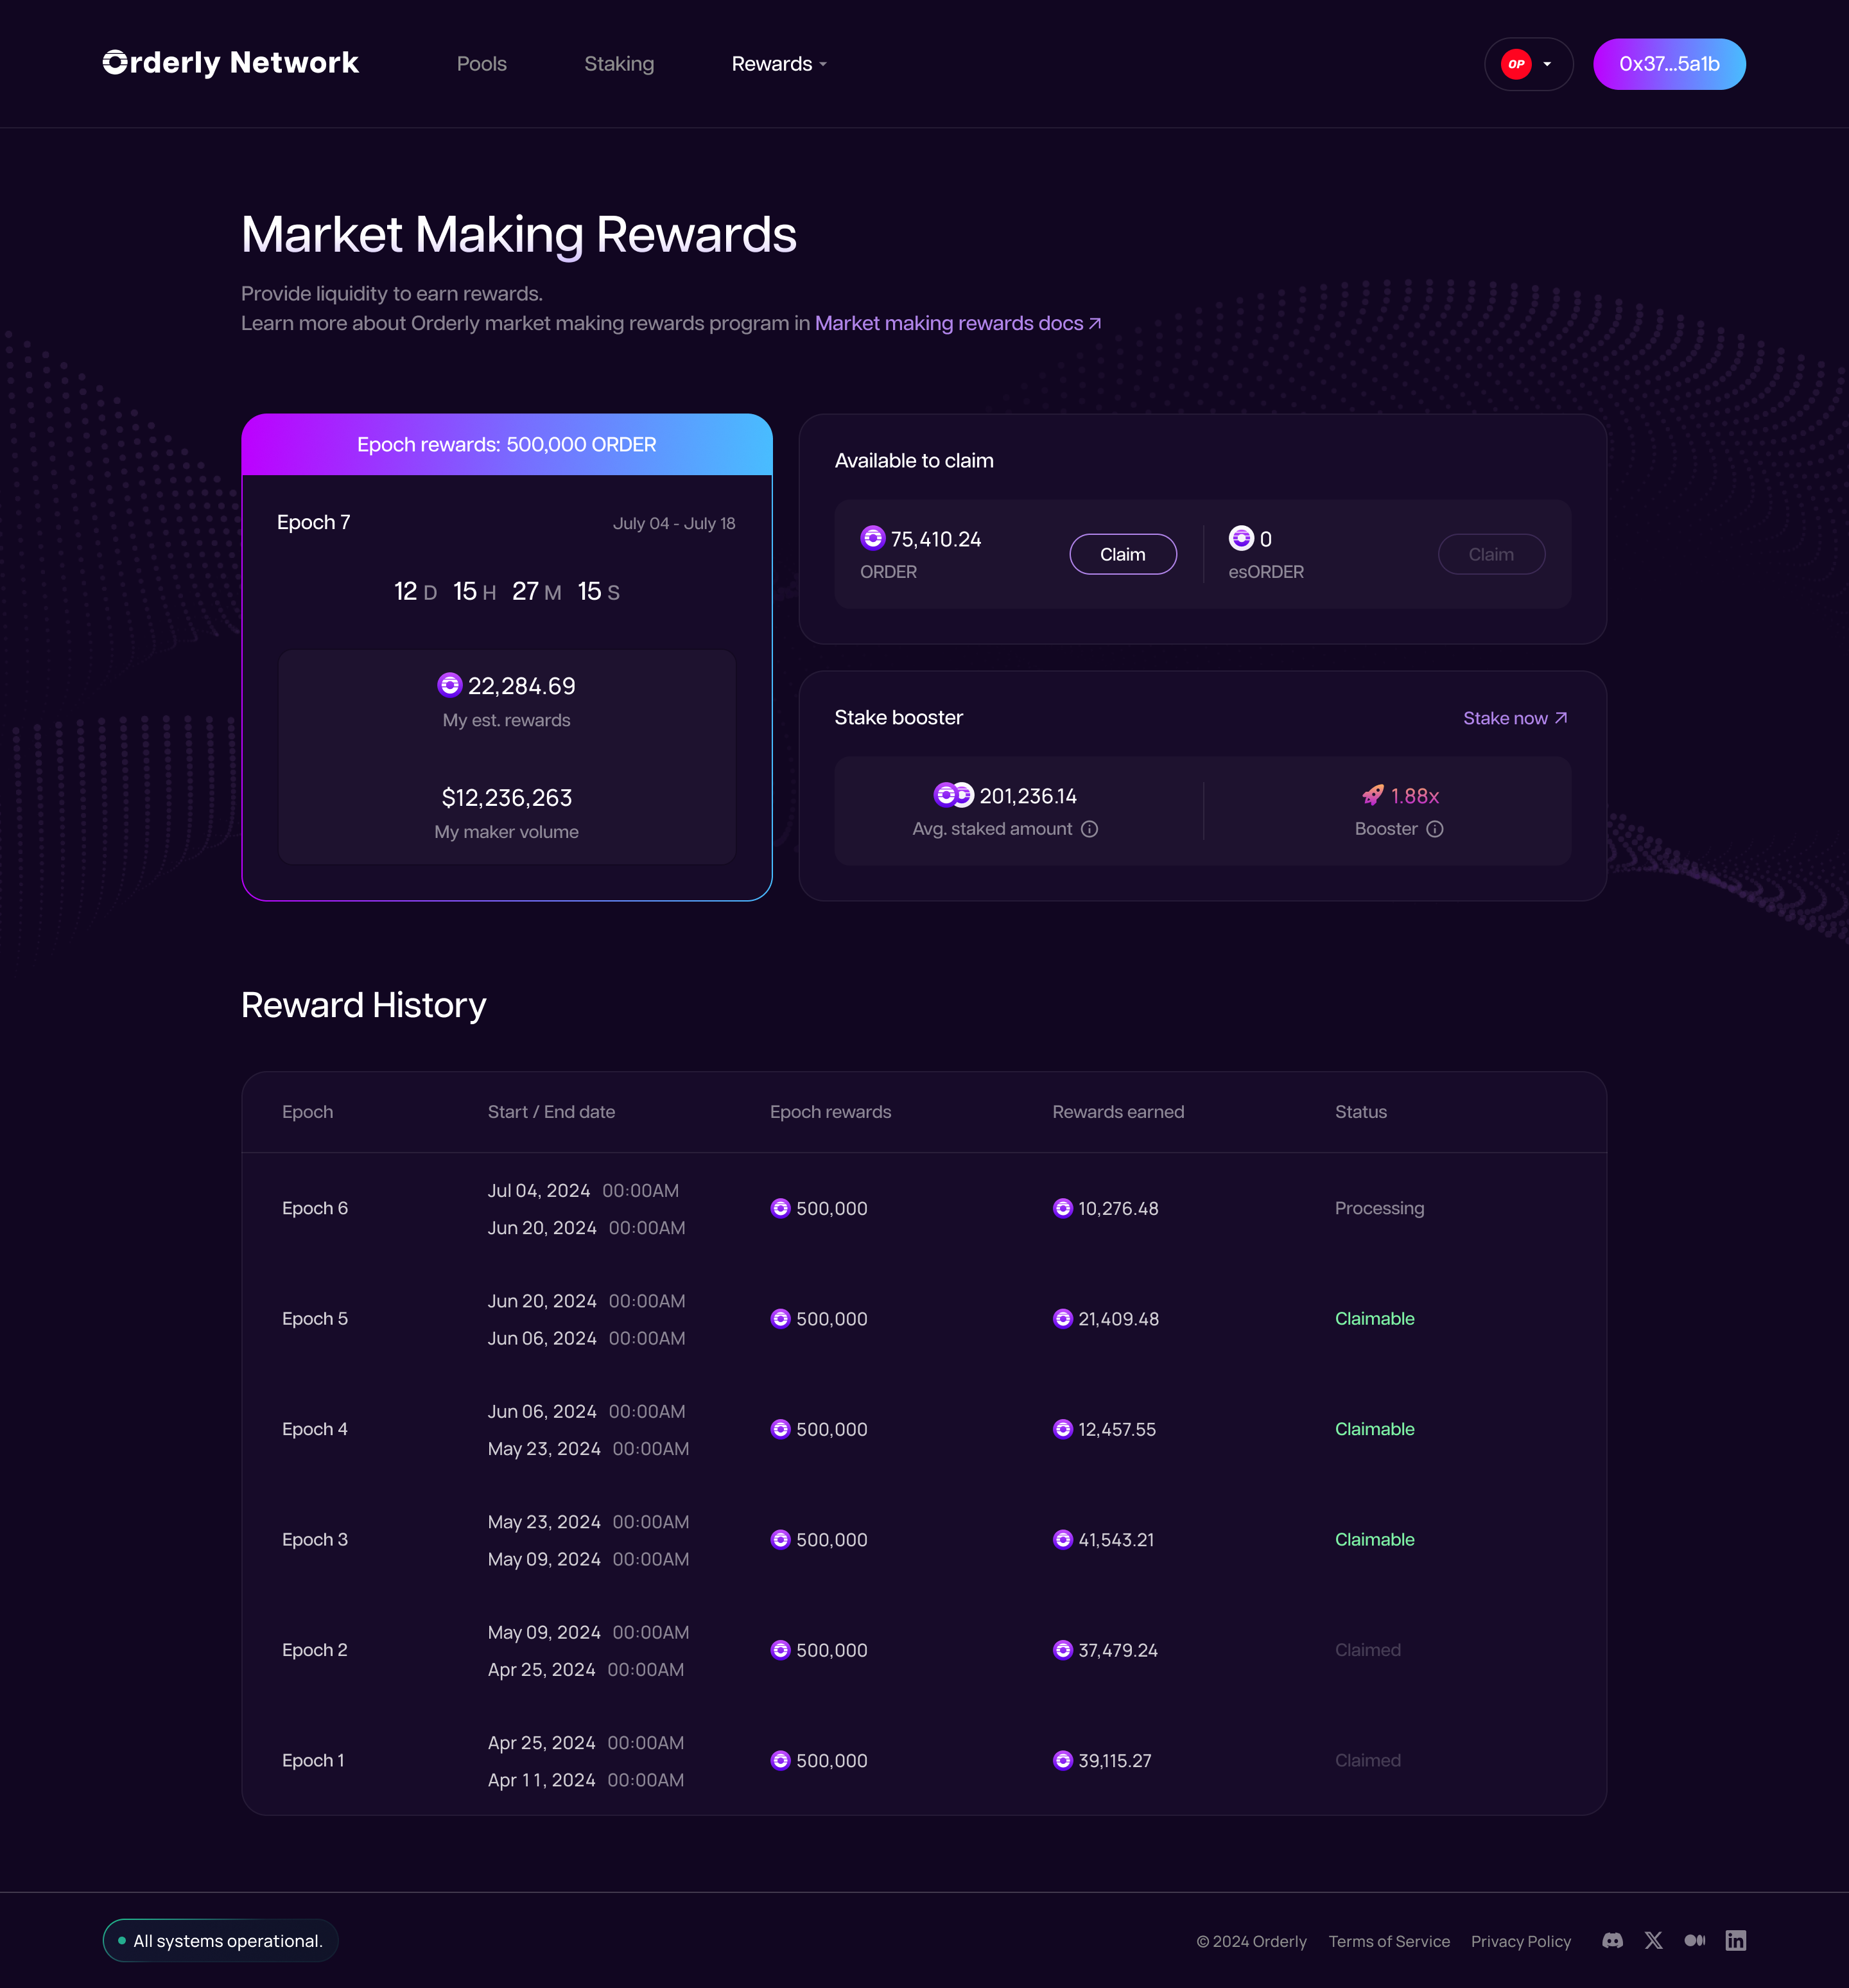 Orderly Network
Pools
Staking
Rewards
OP
0x37...5a1b
Market Making Rewards
Provide liquidity to earn rewards.
Learn more about Orderly market making rewards program in Market making rewards docs
Epoch rewards: 500,000 ORDER
Epoch 7
July 04 - July 18
12 D 15 H 27 M 15 S
22,284.69
My est. rewards
$12,236,263
My maker volume
Available to claim
75,410.24
ORDER
Claim
0
esORDER
Claim
Stake booster
Stake now
201,236.14
Avg. staked amount
1.88x
Booster
Reward History
Epoch
Start / End date
Epoch rewards
Rewards earned
Status
Epoch 6
Jul 04, 2024 00:00AM
Jun 20, 2024 00:00AM
500,000
10,276.48
Processing
Epoch 5
Jun 20, 2024 00:00AM
Jun 06, 2024 00:00AM
500,000
21,409.48
Claimable
Epoch 4
Jun 06, 2024 00:00AM
May 23, 2024 00:00AM
500,000
12,457.55
Claimable
Epoch 3
May 23, 2024 00:00AM
May 09, 2024 00:00AM
500,000
41,543.21
Claimable
Epoch 2
May 09, 2024 00:00AM
Apr 25, 2024 00:00AM
500,000
37,479.24
Claimed
Epoch 1
Apr 25, 2024 00:00AM
Apr 11, 2024 00:00AM
500,000
39,115.27
Claimed
All systems operational.
© 2024 Orderly
Terms of Service
Privacy Policy